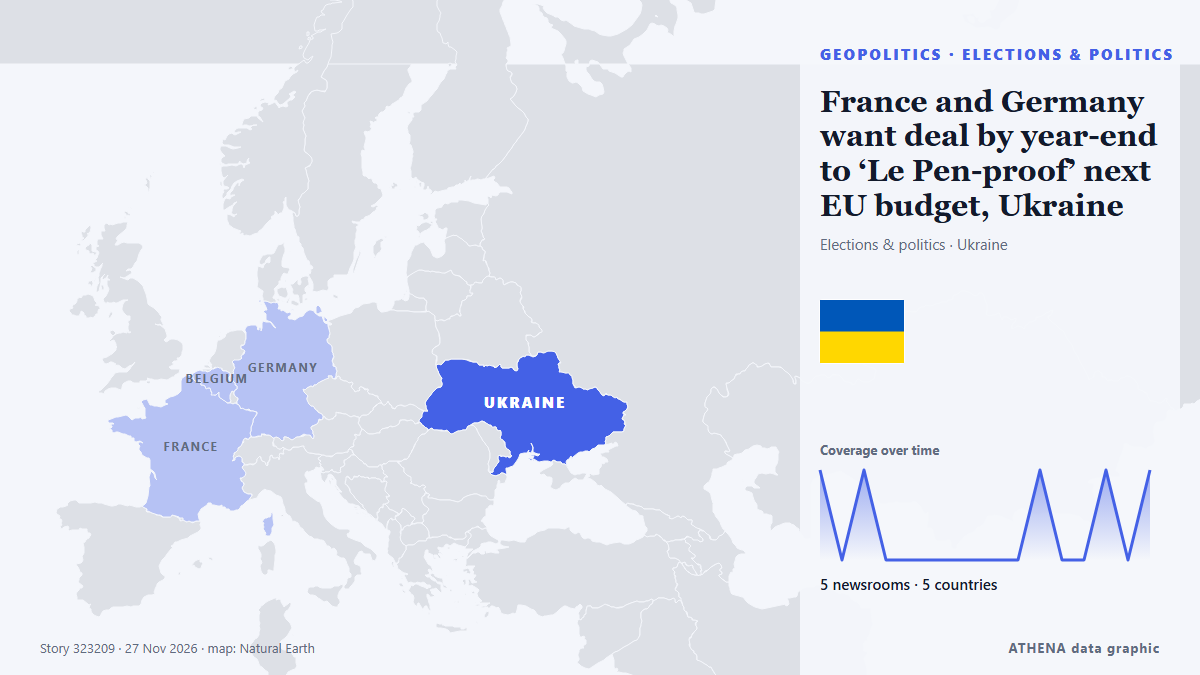 GEOPOLITICS · ELECTIONS & POLITICS
France and Germany
want deal by year-end
to ‘Le Pen-proof’ next
EU budget, Ukraine
Elections & politics · Ukraine
GERMANY
BELGIUM
UKRAINE
FRANCE
Coverage over time
5 newsrooms · 5 countries
Story 323209 · 27 Nov 2026 · map: Natural Earth
ATHENA data graphic